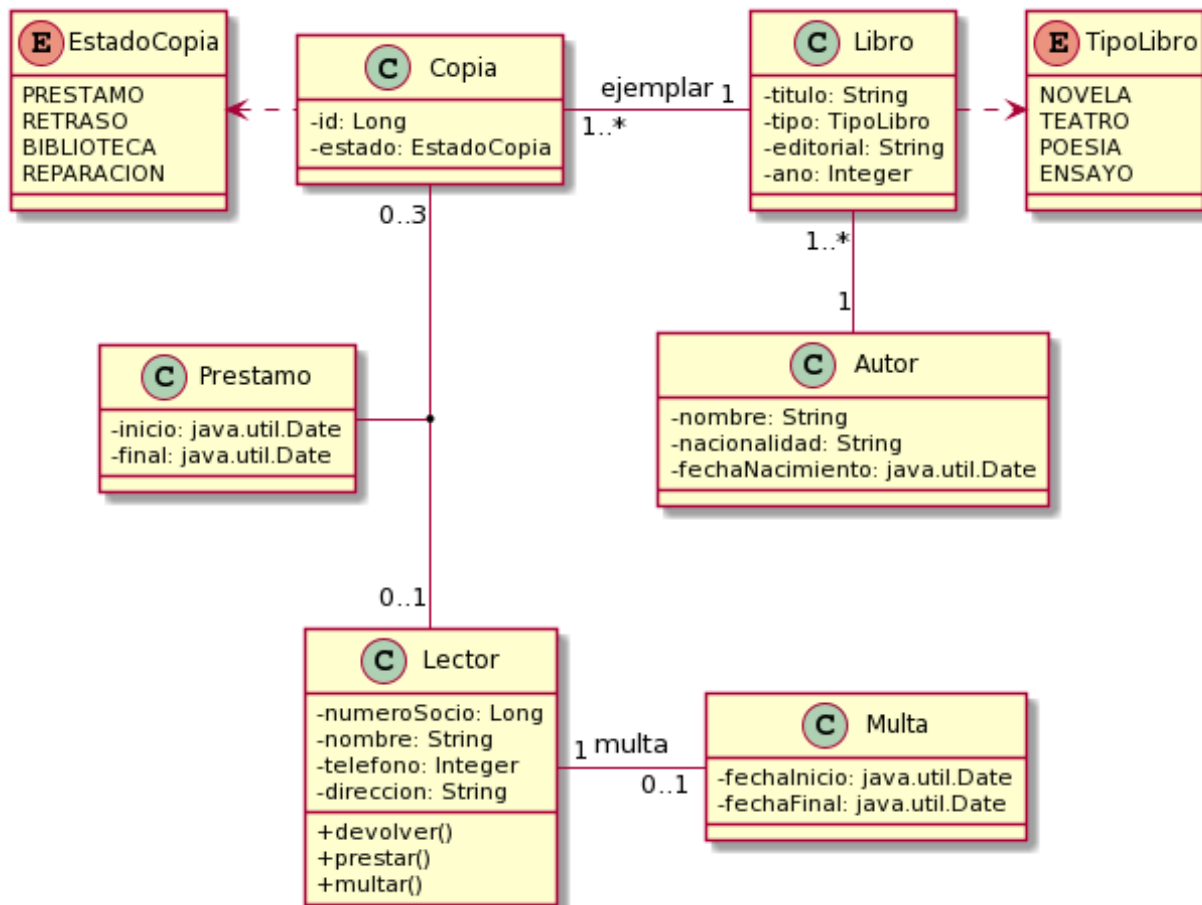 E EstadoCopia
PRESTAMO
RETRASO
BIBLIOTECA
REPARACION
C Copia
-id: Long
-estado: EstadoCopia
ejemplar 1
1..*
C Libro
-titulo: String
-tipo: TipoLibro
-editorial: String
-ano: Integer
E TipoLibro
NOVELA
TEATRO
POESIA
ENSAYO
0..3
1..*
1
C Prestamo
-inicio: java.util.Date
-final: java.util.Date
C Autor
-nombre: String
-nacionalidad: String
-fechaNacimiento: java.util.Date
0..1
C Lector
-numeroSocio: Long
-nombre: String
-telefono: Integer
-direccion: String
+devolver()
+prestar()
+multar()
1 multa
0..1
C Multa
-fechaInicio: java.util.Date
-fechaFinal: java.util.Date